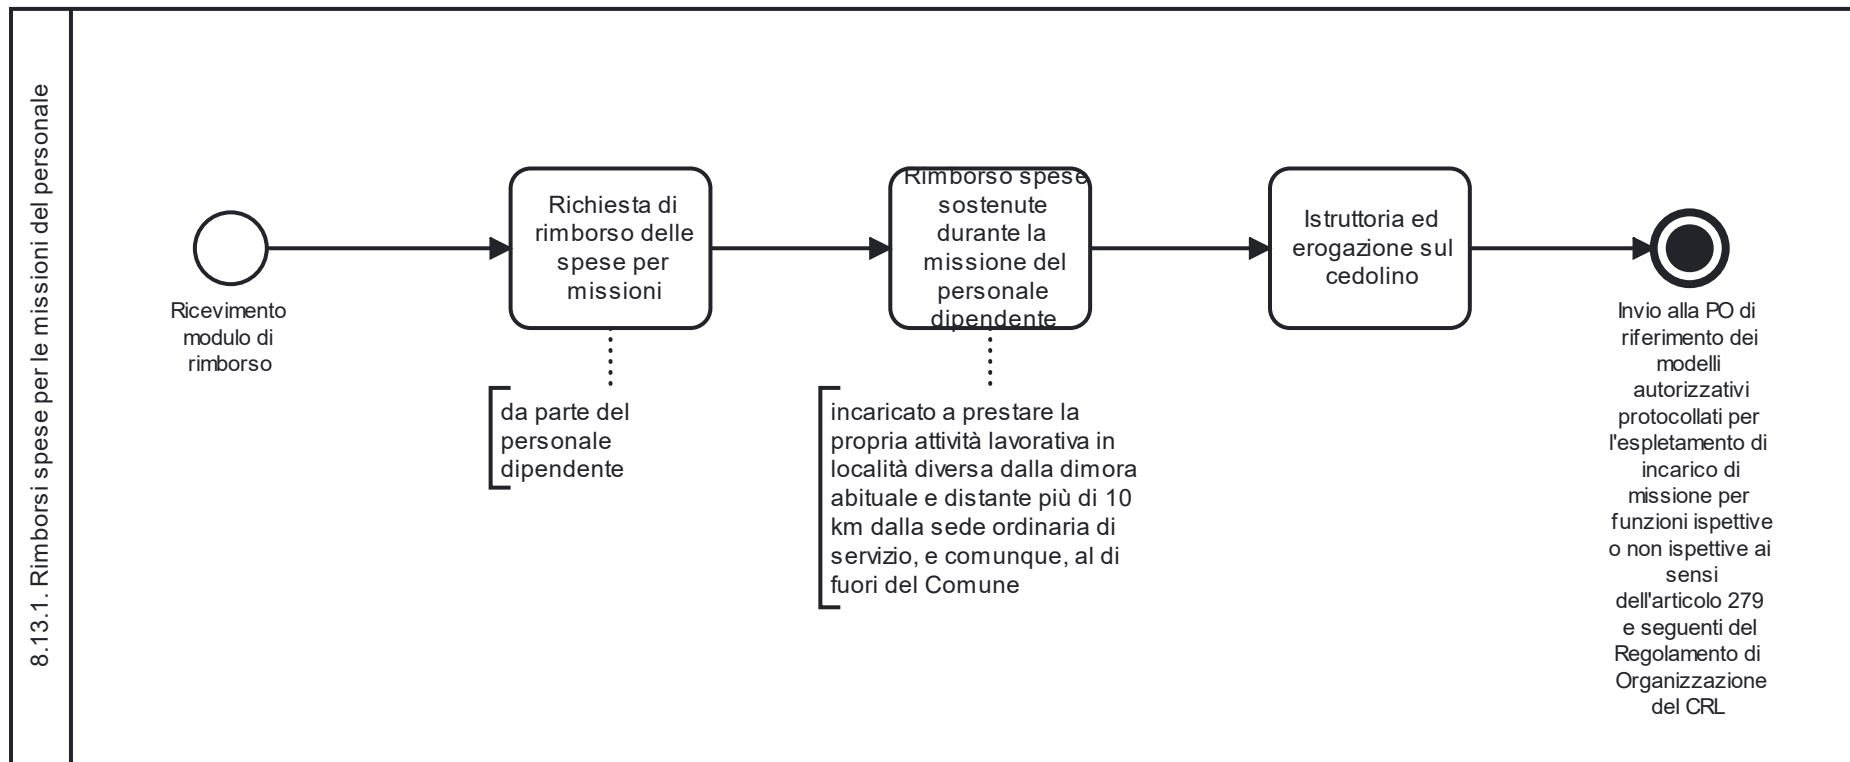 8.13.1. Rimborsi spese per le missioni del personale
Ricevimento
modulo di
rimborso
Richiesta di
rimborso delle
spese per
missioni
da parte del
personale
dipendente
Rimborso spese
sostenute
durante la
missione del
personale
dipendente
incaricato a prestare la
propria attività lavorativa in
località diversa dalla dimora
abituale e distante più di 10
km dalla sede ordinaria di
servizio, e comunque, al di
fuori del Comune
Istruttoria ed
erogazione sul
cedolino
Invio alla PO di
riferimento dei
modelli
autorizzativi
protocollati per
l'espletamento di
incarico di
missione per
funzioni ispettive
o non ispettive ai
sensi
dell'articolo 279
e seguenti del
Regolamento di
Organizzazione
del CRL